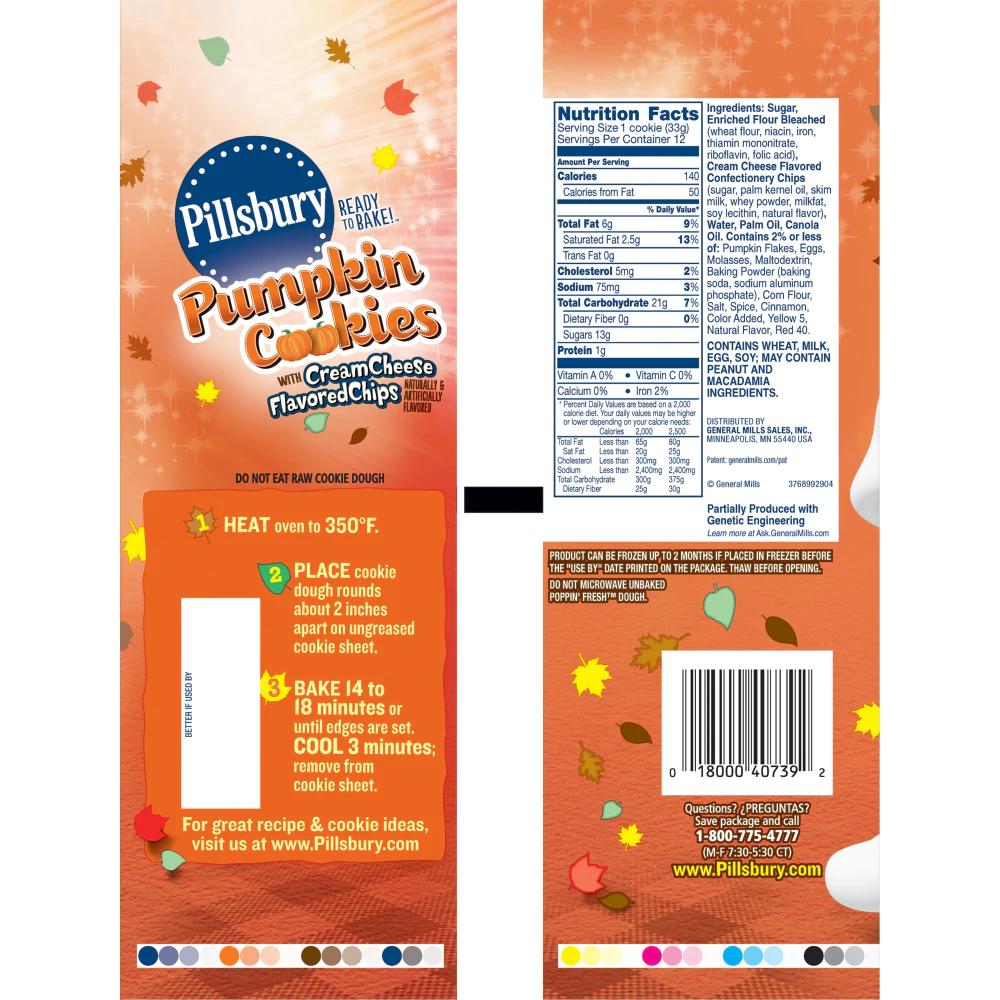 Pillsbury
READY
TO BAKE!™
Pumpkin
Cookies
WITH CreamCheese
FlavoredChips
NATURALLY &
ARTIFICIALLY
FLAVORED
DO NOT EAT RAW COOKIE DOUGH
1 HEAT oven to 350°F.
2 PLACE cookie
dough rounds
about 2 inches
apart on ungreased
cookie sheet.
3 BAKE 14 to
18 minutes or
until edges are set.
COOL 3 minutes;
remove from
cookie sheet.
BETTER IF USED BY
For great recipe & cookie ideas,
visit us at www.Pillsbury.com
Nutrition Facts
Serving Size 1 cookie (33g)
Servings Per Container 12
Amount Per Serving
Calories 140
Calories from Fat 50
% Daily Value*
Total Fat 6g 9%
Saturated Fat 2.5g 13%
Trans Fat 0g
Cholesterol 5mg 2%
Sodium 75mg 3%
Total Carbohydrate 21g 7%
Dietary Fiber 0g 0%
Sugars 13g
Protein 1g
Vitamin A 0% • Vitamin C 0%
Calcium 0% • Iron 2%
* Percent Daily Values are based on a 2,000
calorie diet. Your daily values may be higher
or lower depending on your calorie needs:
Calories 2,000 2,500
Total Fat Less than 65g 80g
Sat Fat Less than 20g 25g
Cholesterol Less than 300mg 300mg
Sodium Less than 2,400mg 2,400mg
Total Carbohydrate 300g 375g
Dietary Fiber 25g 30g
Ingredients: Sugar,
Enriched Flour Bleached
(wheat flour, niacin, iron,
thiamin mononitrate,
riboflavin, folic acid),
Cream Cheese Flavored
Confectionery Chips
(sugar, palm kernel oil, skim
milk, whey powder, milkfat,
soy lecithin, natural flavor),
Water, Palm Oil, Canola
Oil. Contains 2% or less
of: Pumpkin Flakes, Eggs,
Molasses, Maltodextrin,
Baking Powder (baking
soda, sodium aluminum
phosphate), Corn Flour,
Salt, Spice, Cinnamon,
Color Added, Yellow 5,
Natural Flavor, Red 40.
CONTAINS WHEAT, MILK,
EGG, SOY; MAY CONTAIN
PEANUT AND
MACADAMIA
INGREDIENTS.
DISTRIBUTED BY
GENERAL MILLS SALES, INC.,
MINNEAPOLIS, MN 55440 USA
Patent: generalmills.com/pat
© General Mills 3768992904
Partially Produced with
Genetic Engineering
Learn more at Ask.GeneralMills.com
PRODUCT CAN BE FROZEN UP TO 2 MONTHS IF PLACED IN FREEZER BEFORE
THE "USE BY" DATE PRINTED ON THE PACKAGE. THAW BEFORE OPENING.
DO NOT MICROWAVE UNBAKED
POPPIN' FRESH™ DOUGH.
0 18000 40739 2
Questions? ¿PREGUNTAS?
Save package and call
1-800-775-4777
(M-F 7:30-5:30 CT)
www.Pillsbury.com